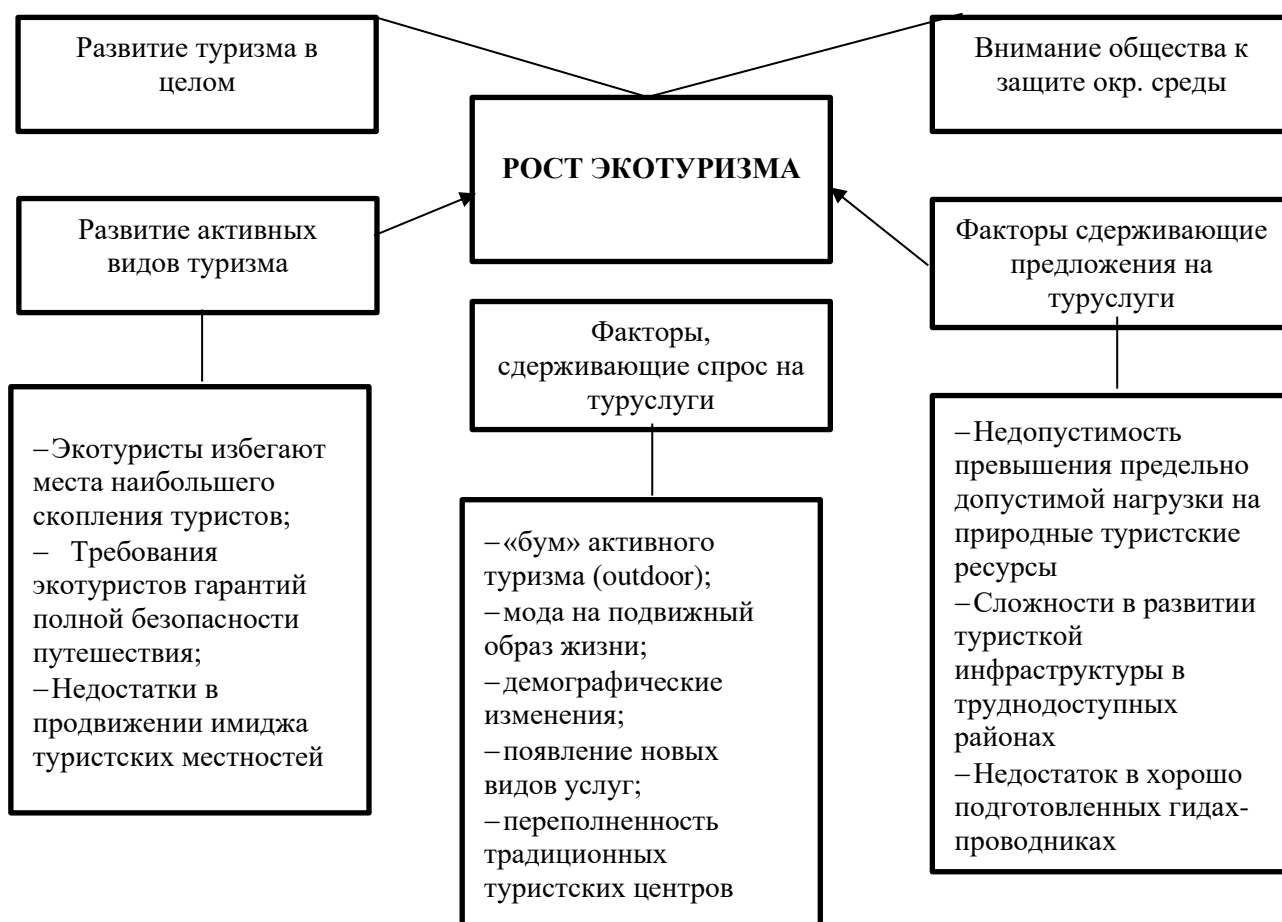 Развитие туризма в
целом
Внимание общества к
защите окр. среды
РОСТ ЭКОТУРИЗМА
Развитие активных
видов туризма
Факторы сдерживающие
предложения на
туруслуги
Факторы,
сдерживающие спрос на
туруслуги
–Экотуристы избегают
места наибольшего
скопления туристов;
– Требования
экотуристов гарантий
полной безопасности
путешествия;
–Недостатки в
продвижении имиджа
туристских местностей
–«бум» активного
туризма (outdoor);
–мода на подвижный
образ жизни;
–демографические
изменения;
–появление новых
видов услуг;
–переполненность
традиционных
туристских центров
–Недопустимость
превышения предельно
допустимой нагрузки на
природные туристские
ресурсы
–Сложности в развитии
туристкой
инфраструктуры в
труднодоступных
районах
–Недостаток в хорошо
подготовленных гидах-
проводниках